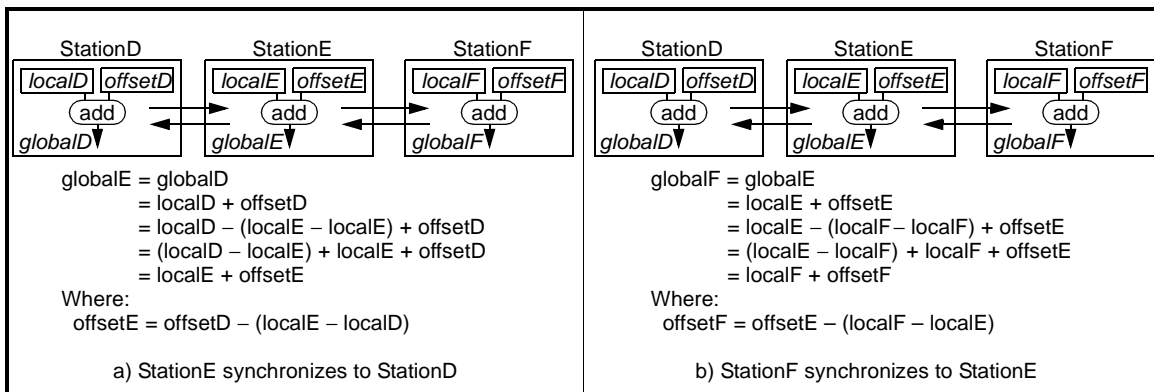 StationD StationE StationF
localD offsetD localE offsetE localF offsetF
add add add
globalD globalE globalF
globalE = globalD
= localD + offsetD
= localD – (localE – localE) + offsetD
= (localD – localE) + localE + offsetD
= localE + offsetE
Where:
offsetE = offsetD – (localE – localD)
a) StationE synchronizes to StationD
StationD StationE StationF
localD offsetD localE offsetE localF offsetF
add add add
globalD globalE globalF
globalF = globalE
= localE + offsetE
= localE – (localF – localF) + offsetE
= (localE – localF) + localF + offsetE
= localF + offsetF
Where:
offsetF = offsetE – (localF – localE)
b) StationF synchronizes to StationE